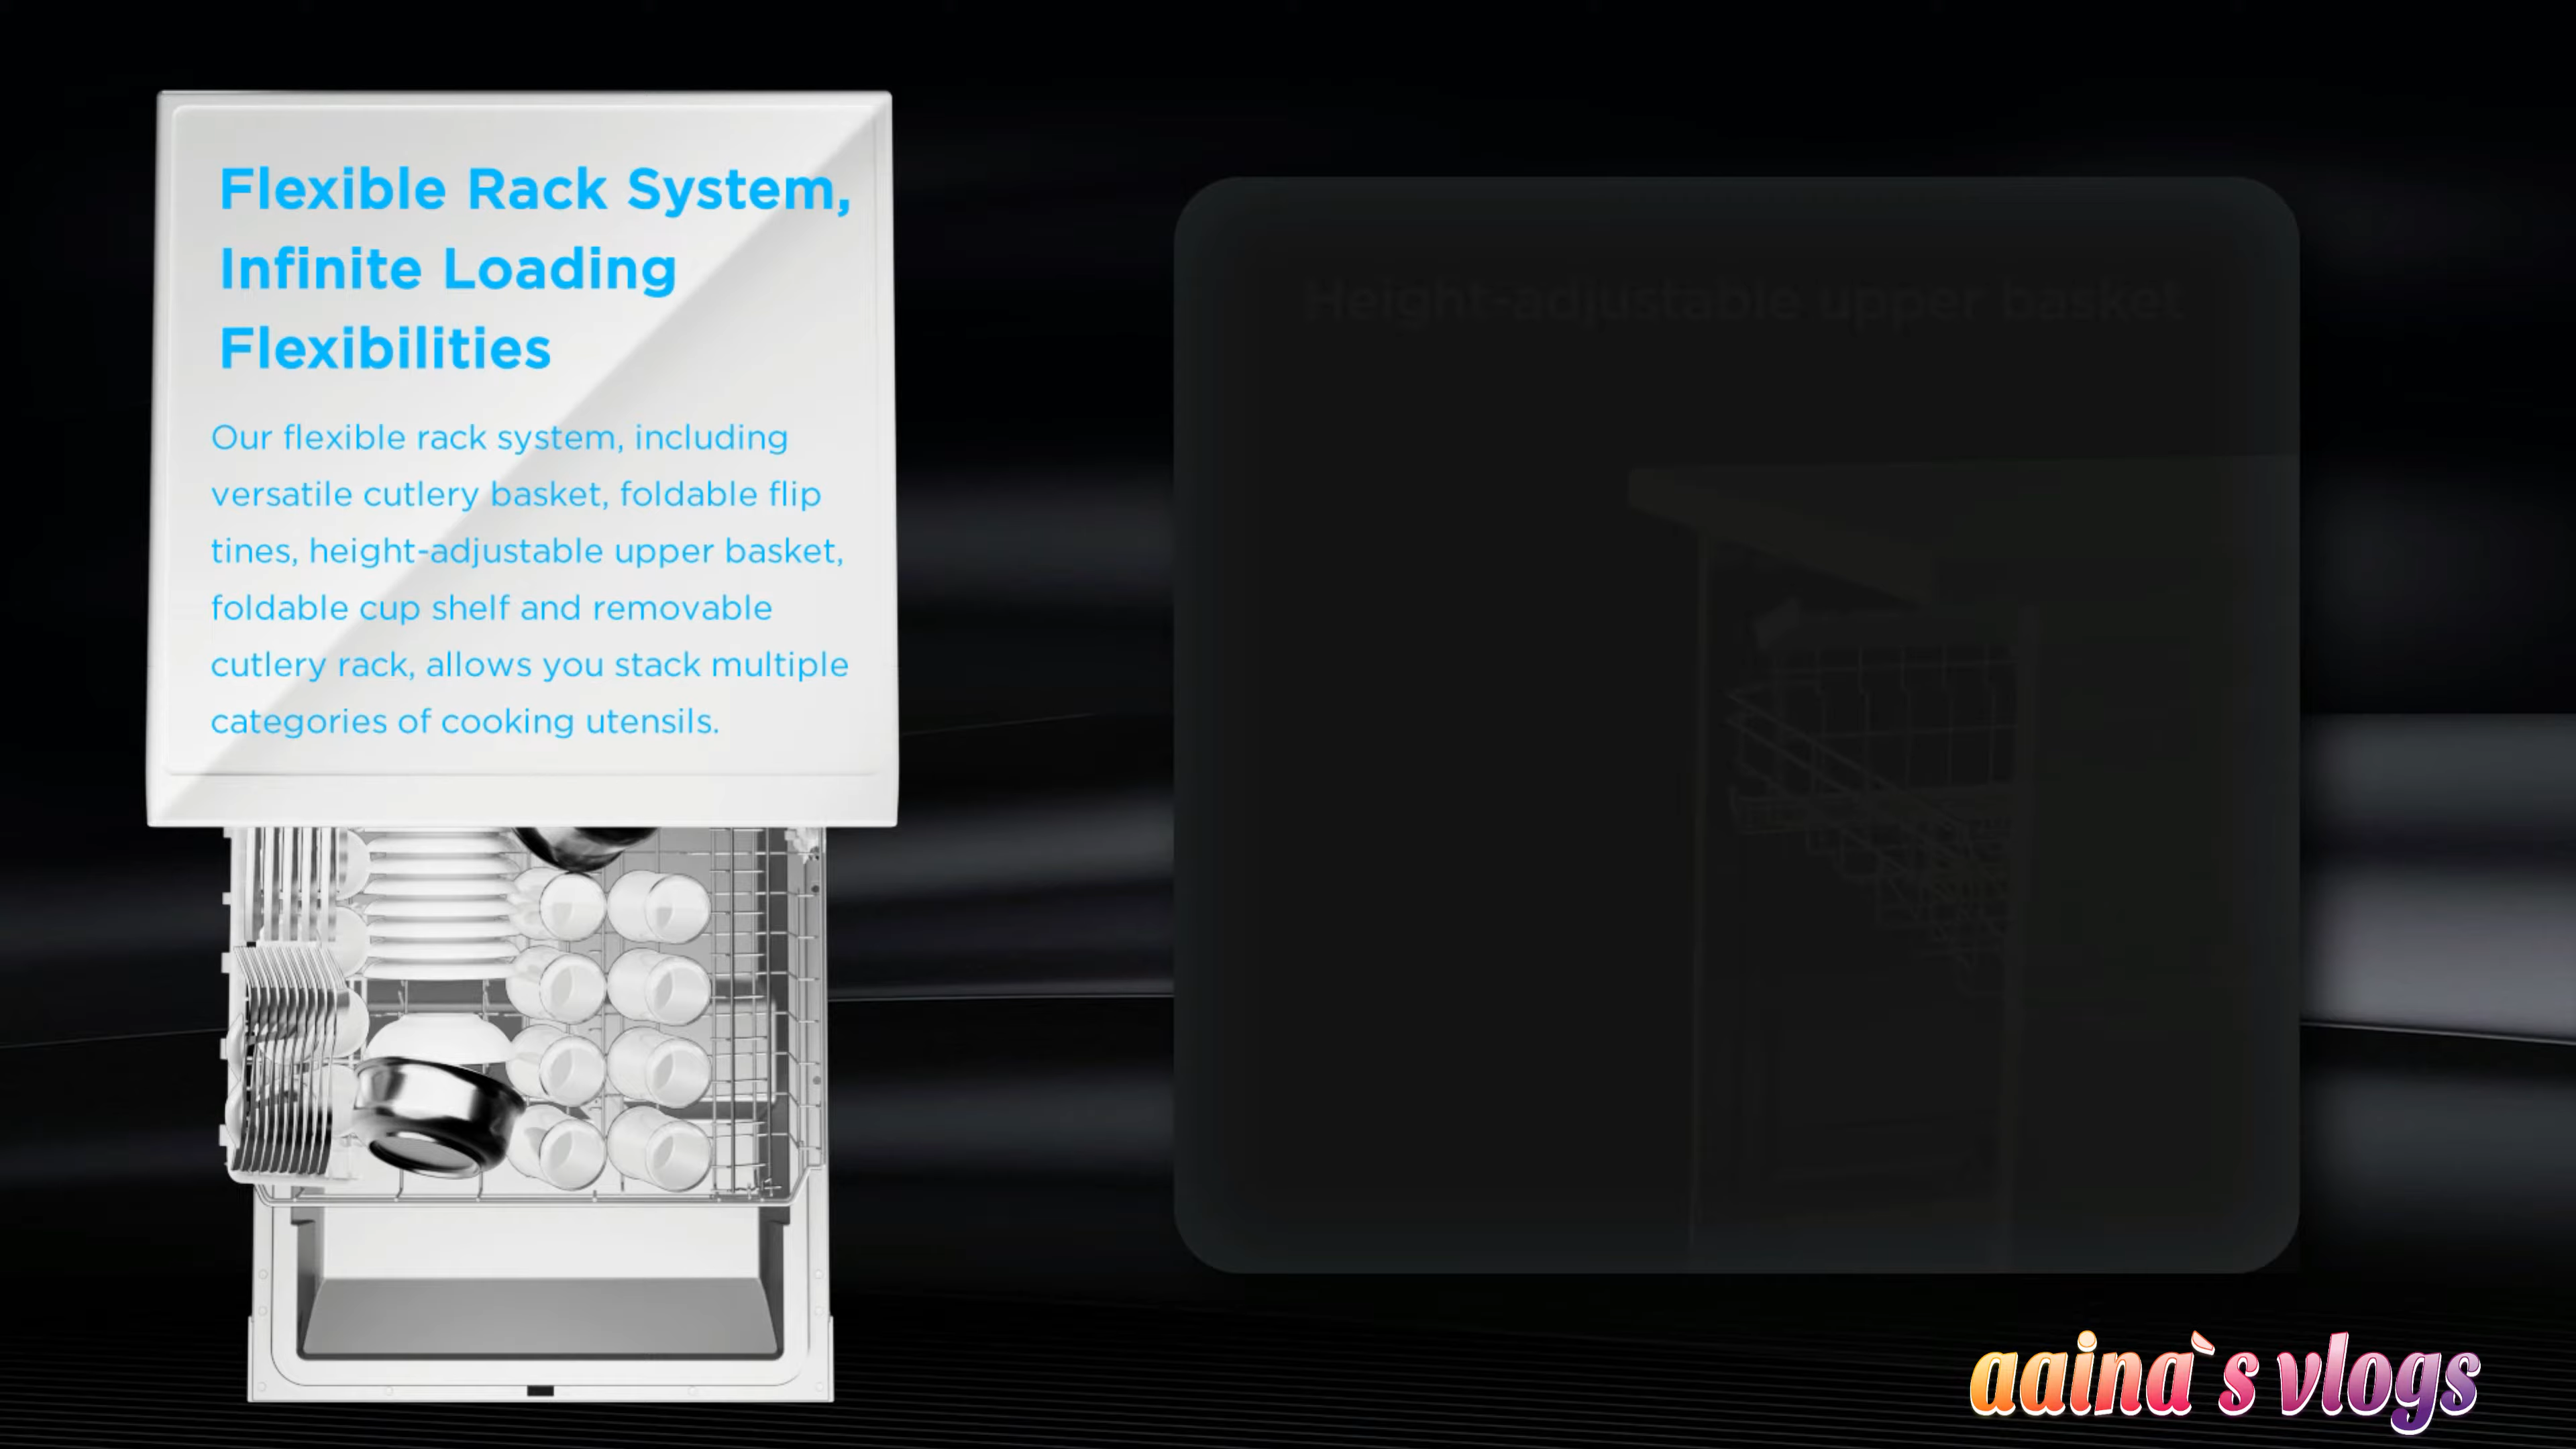 Flexible Rack System,
Infinite Loading
Flexibilities
Our flexible rack system, including
versatile cutlery basket, foldable flip
tines, height-adjustable upper basket,
foldable cup shelf and removable
cutlery rack, allows you stack multiple
categories of cooking utensils.
Height-adjustable upper basket
aaina`s vlogs